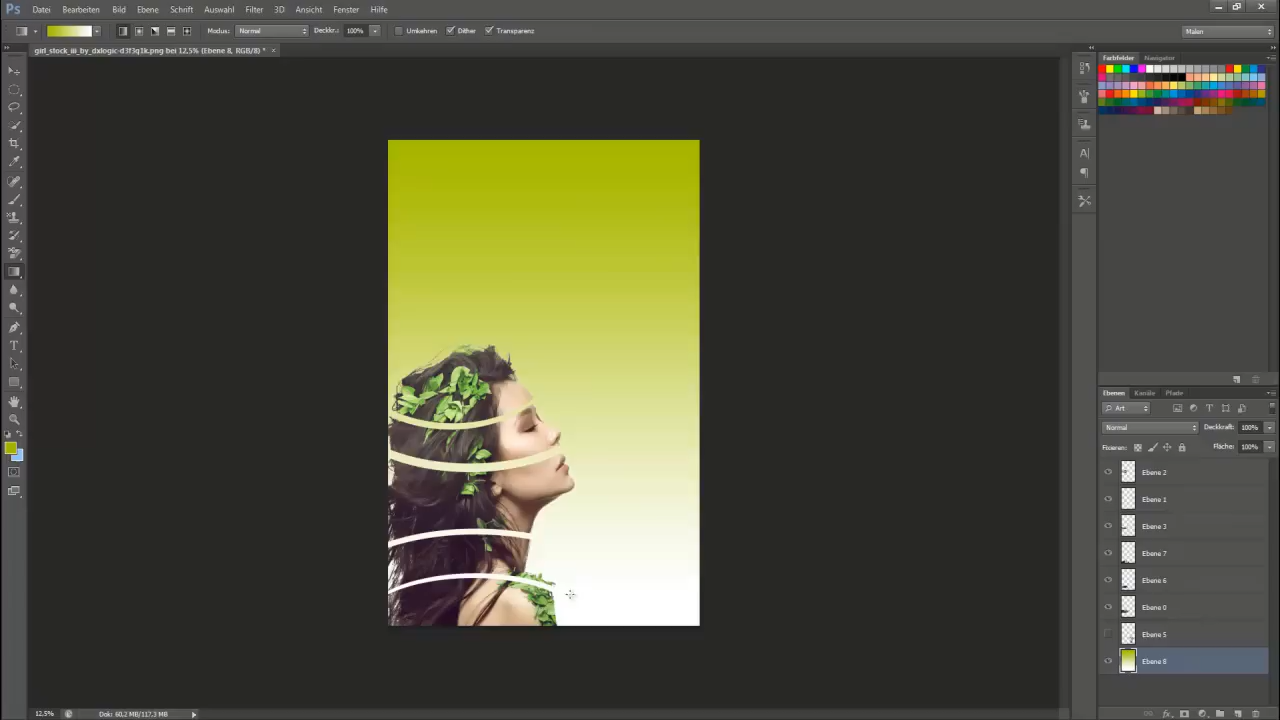 Ps Datei Bearbeiten Bild Ebene Schrift Auswahl Filter 3D Ansicht Fenster Hilfe
Modus: Normal Deckkr.: 100% Umkehren Dither Transparenz Malen
girl_stock_iii_by_dxlogic-d3f3q1k.png bei 12,5% (Ebene 8, RGB/8) * ×
Farbfelder Navigator
Ebenen Kanäle Pfade
Art
Normal Deckkraft: 100%
Fixieren: Fläche: 100%
Ebene 2
Ebene 1
Ebene 3
Ebene 7
Ebene 6
Ebene 0
Ebene 5
Ebene 8
12,5% Dok: 60,2 MB/117,3 MB